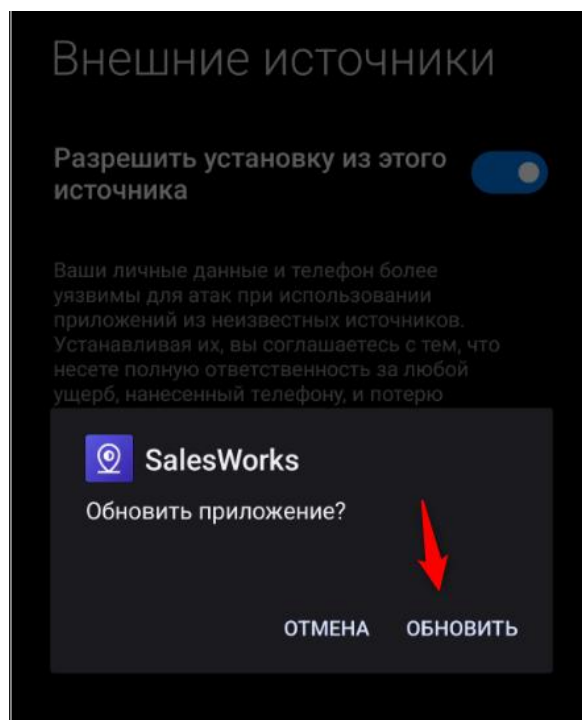 Внешние источники
Разрешить установку из этого
источника
Ваши личные данные и телефон более
уязвимы для атак при использовании
приложений из неизвестных источников.
Устанавливая их, вы соглашаетесь с тем, что
несете полную ответственность за любой
ущерб, нанесенный телефону, и потерю
SalesWorks
Обновить приложение?
ОТМЕНА ОБНОВИТЬ